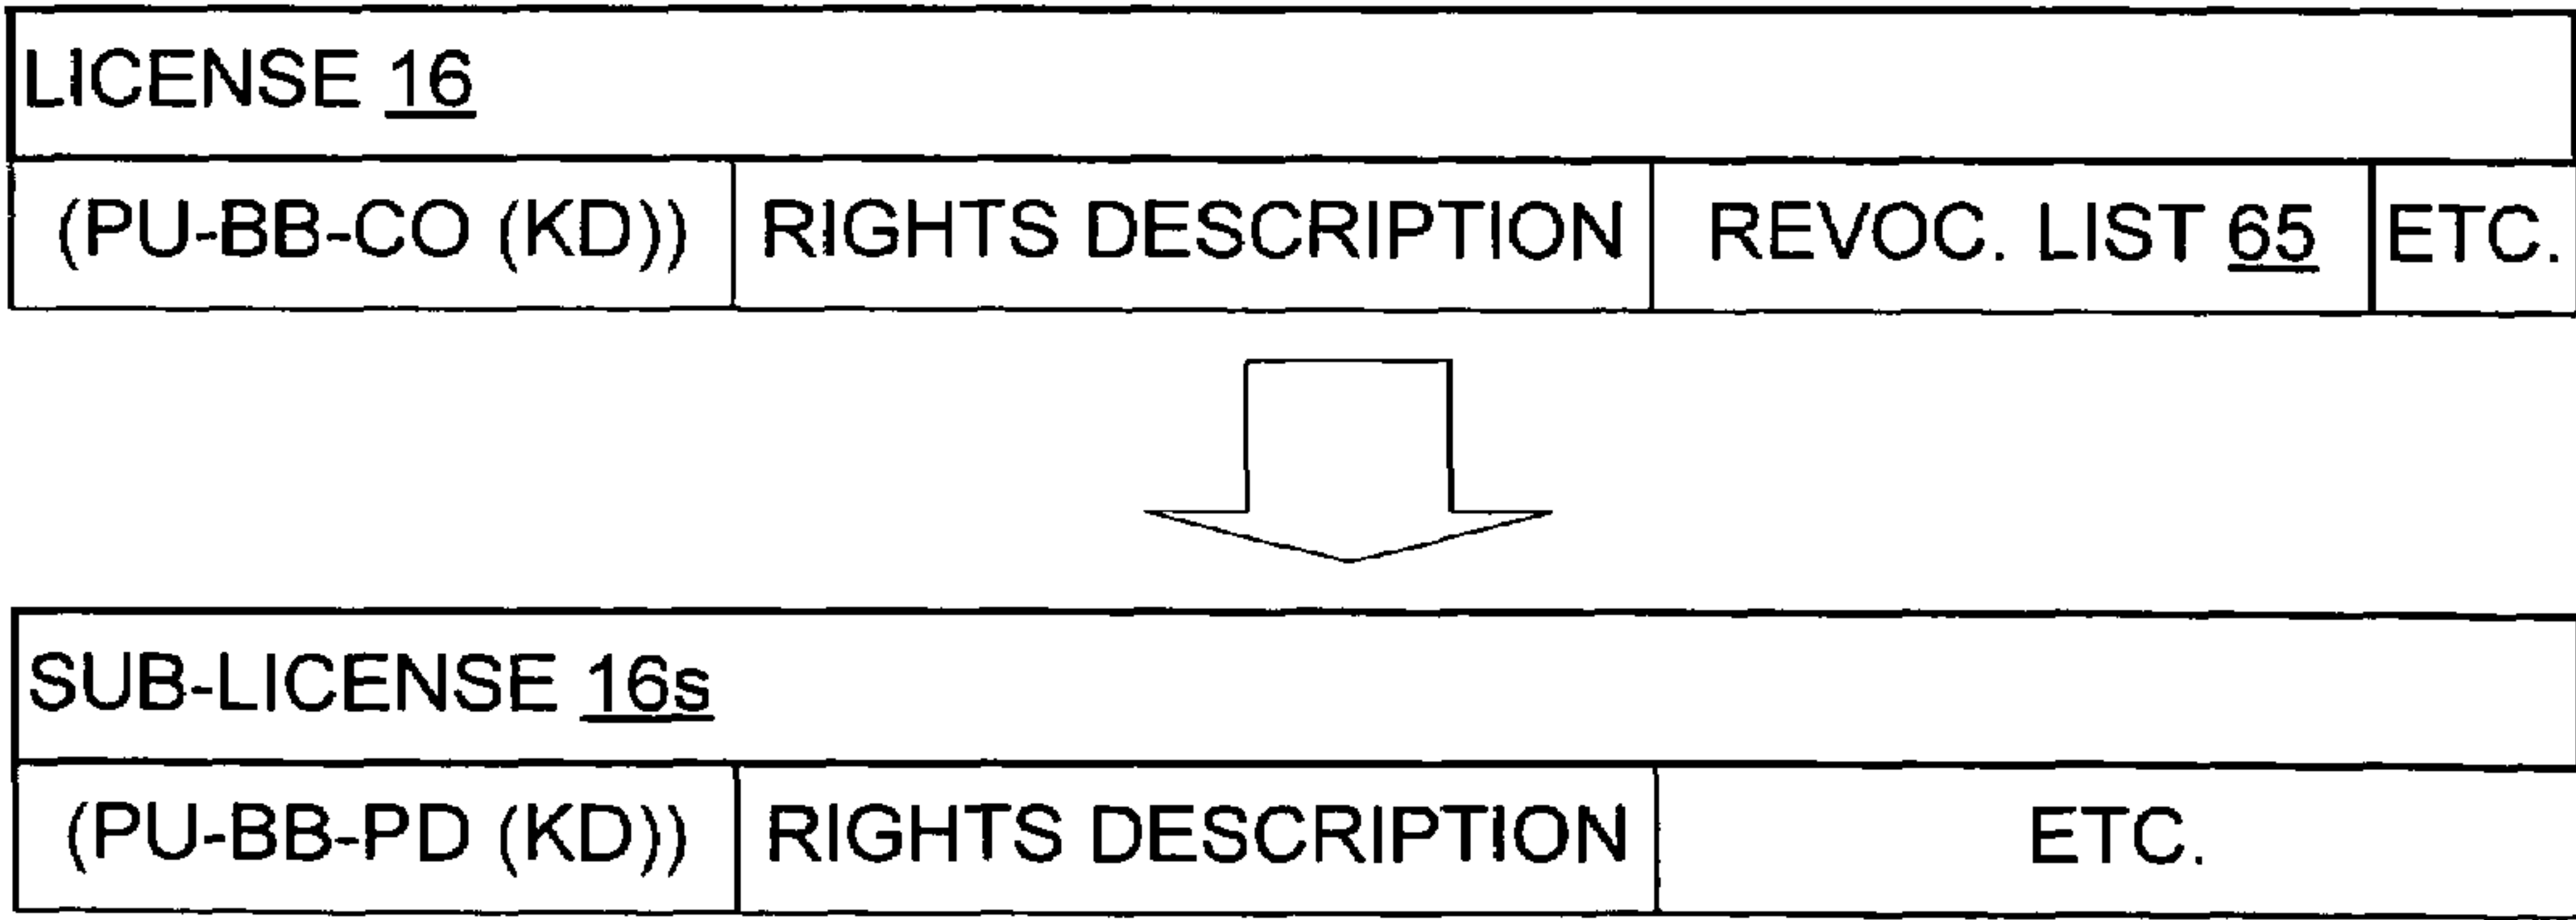 LICENSE 16
(PU-BB-CO (KD)) RIGHTS DESCRIPTION REVOC. LIST 65 ETC.
SUB-LICENSE 16s
(PU-BB-PD (KD)) RIGHTS DESCRIPTION ETC.